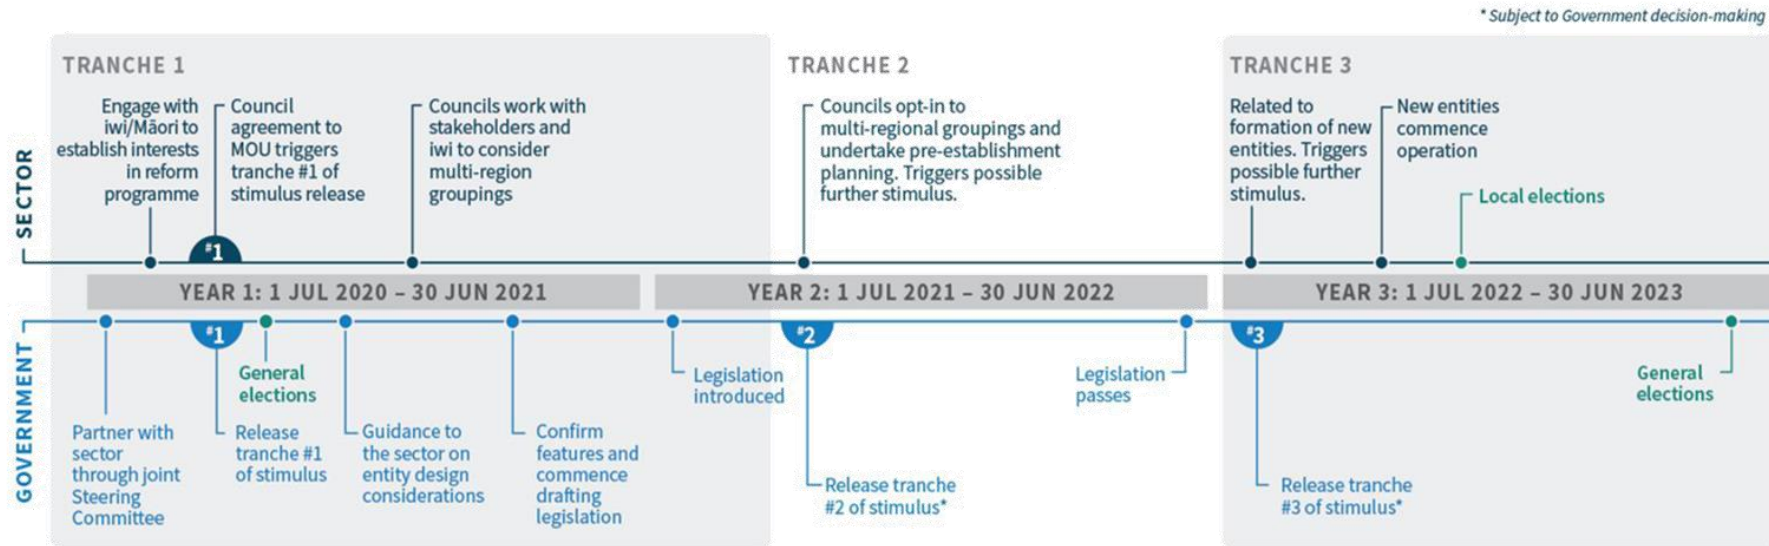 * Subject to Government decision-making
TRANCHE 1
TRANCHE 2
TRANCHE 3
SECTOR
Engage with
iwi/Māori to
establish interests
in reform
programme
Council
agreement to
MOU triggers
tranche #1 of
stimulus release
Councils work with
stakeholders and
iwi to consider
multi-region
groupings
Councils opt-in to
multi-regional groupings and
undertake pre-establishment
planning. Triggers possible
further stimulus.
Related to
formation of new
entities. Triggers
possible further
stimulus.
New entities
commence
operation
Local elections
#1
YEAR 1: 1 JUL 2020 – 30 JUN 2021
YEAR 2: 1 JUL 2021 – 30 JUN 2022
YEAR 3: 1 JUL 2022 – 30 JUN 2023
GOVERNMENT
#1
#2
#3
Partner with
sector
through joint
Steering
Committee
Release
tranche #1
of stimulus
General
elections
Guidance to
the sector on
entity design
considerations
Confirm
features and
commence
drafting
legislation
Legislation
introduced
Release tranche
#2 of stimulus*
Legislation
passes
Release tranche
#3 of stimulus*
General
elections